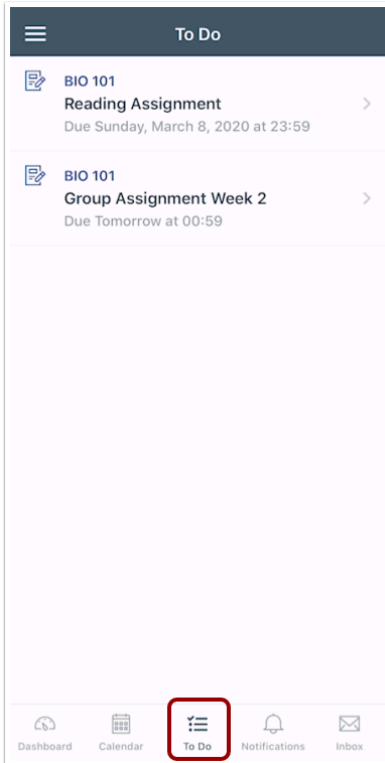 To Do
BIO 101
Reading Assignment
Due Sunday, March 8, 2020 at 23:59
BIO 101
Group Assignment Week 2
Due Tomorrow at 00:59
Dashboard
Calendar
To Do
Notifications
Inbox